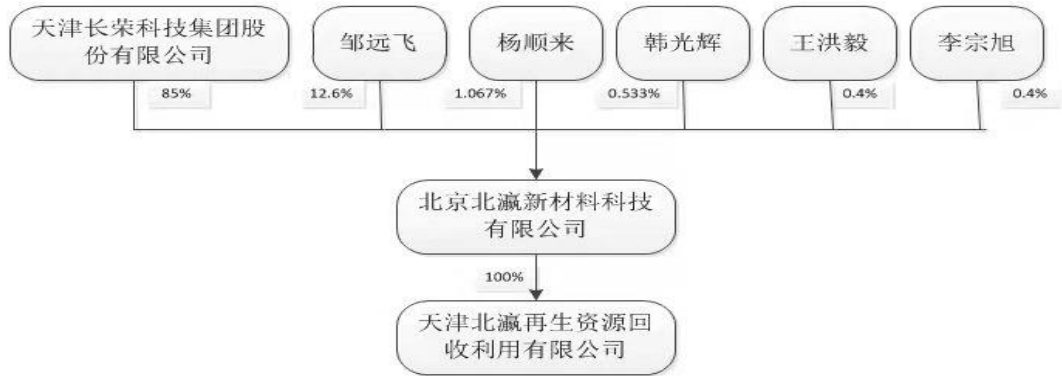 天津长荣科技集团股
份有限公司
邹远飞
杨顺来
韩光辉
王洪毅
李宗旭
85%
12.6%
1.067%
0.533%
0.4%
0.4%
北京北瀛新材料科技
有限公司
100%
天津北瀛再生资源回
收利用有限公司